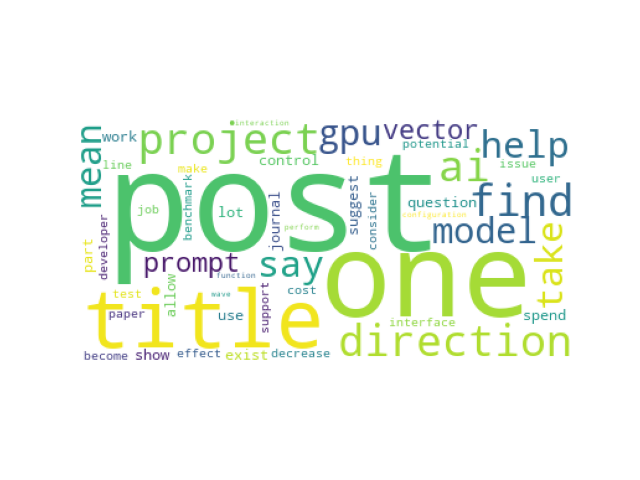 interaction
mean
work
project
gpu
vector
potential
help
line
make
control
thing
ai
issue
post
find
user
developer
job
benchmark
lot
journal
suggest
consider
question
configuration
model
take
part
prompt
say
perform
one
function
test
title
allow
wave
cost
paper
use
support
interface
spend
direction
become
show
effect
exist
decrease